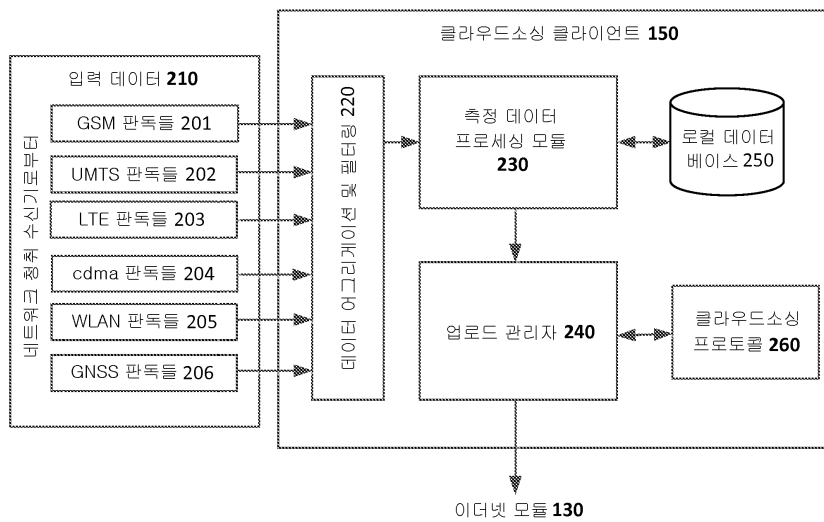 클라우드소싱 클라이언트 150
입력 데이터 210
네트워크 청취 수신기로부터
GSM 판독들 201
UMTS 판독들 202
LTE 판독들 203
cdma 판독들 204
WLAN 판독들 205
GNSS 판독들 206
데이터 어그리게이션 및 필터링 220
측정 데이터
프로세싱 모듈
230
로컬 데이터
베이스 250
업로드 관리자 240
클라우드소싱
프로토콜 260
이더넷 모듈 130